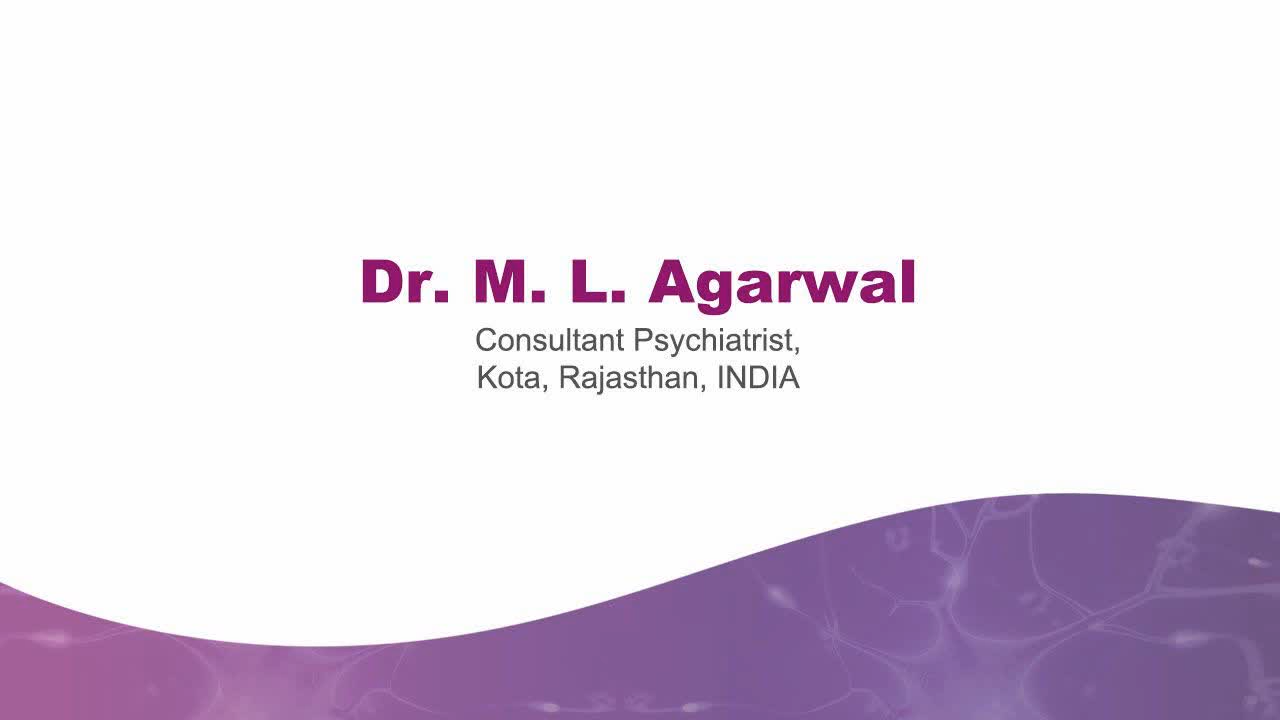 Dr. M. L. Agarwal
Consultant Psychiatrist,
Kota, Rajasthan, INDIA